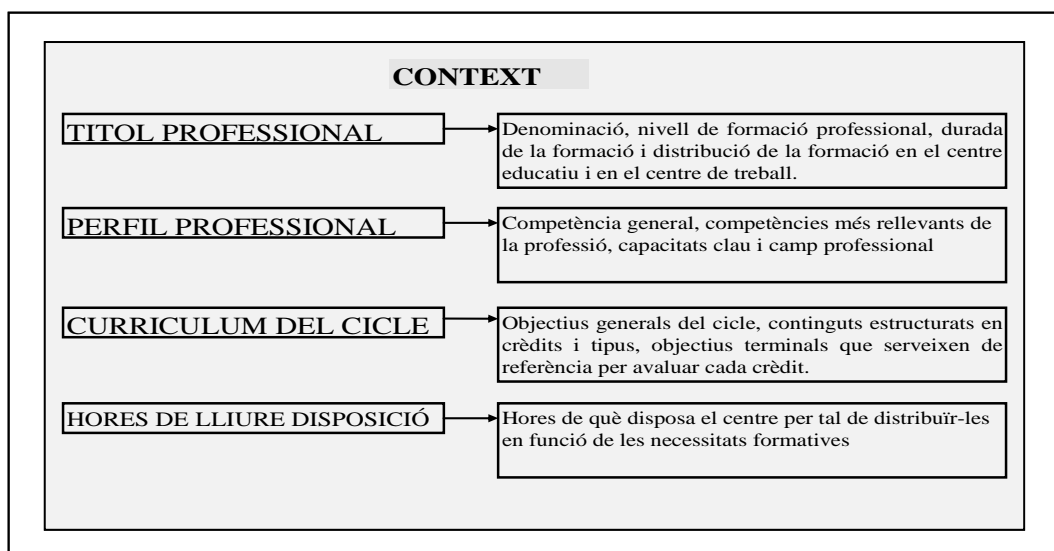 CONTEXT
TITOL PROFESSIONAL
Denominació, nivell de formació professional, durada
de la formació i distribució de la formació en el centre
educatiu i en el centre de treball.
PERFIL PROFESSIONAL
Competència general, competències més rellevants de
la professió, capacitats clau i camp professional
CURRICULUM DEL CICLE
Objectius generals del cicle, continguts estructurats en
crèdits i tipus, objectius terminals que serveixen de
referència per avaluar cada crèdit.
HORES DE LLIURE DISPOSICIÓ
Hores de què disposa el centre per tal de distribuïr-les
en funció de les necessitats formatives